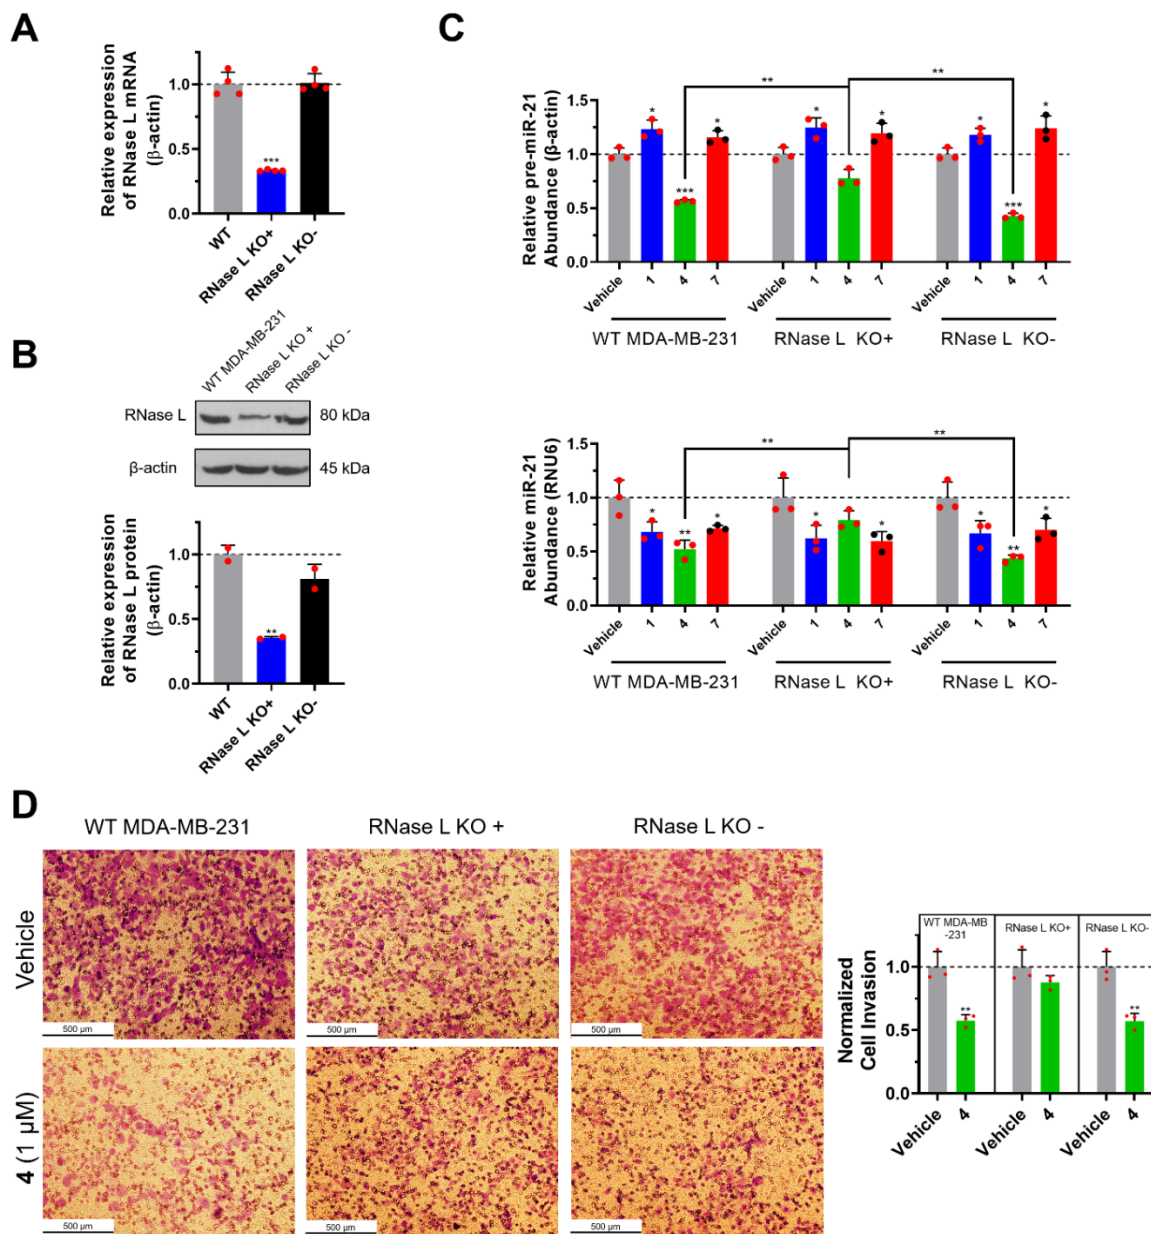 A
Relative expression
of RNase L mRNA
(β-actin)
1.0
0.5
0.0
***
WT
RNase L KO+
RNase L KO-
B
WT MDA-MB-231
RNase L KO +
RNase L KO -
RNase L
80 kDa
β-actin
45 kDa
Relative expression
of RNase L protein
(β-actin)
1.0
0.5
0.0
**
WT
RNase L KO+
RNase L KO-
C
Relative pre-miR-21
Abundance (β-actin)
1.5
1.0
0.5
0.0
** **
* *** * * * * *** *
Vehicle 1 4 7 Vehicle 1 4 7 Vehicle 1 4 7
WT MDA-MB-231 RNase L KO+ RNase L KO-
Relative miR-21
Abundance (RNU6)
1.5
1.0
0.5
0.0
** **
* ** * * * * ** *
Vehicle 1 4 7 Vehicle 1 4 7 Vehicle 1 4 7
WT MDA-MB-231 RNase L KO+ RNase L KO-
D
WT MDA-MB-231 RNase L KO + RNase L KO -
Vehicle
500 µm 500 µm 500 µm
4 (1 µM)
500 µm 500 µm 500 µm
Normalized
Cell Invasion
1.0
0.5
0.0
WT MDA-MB
-231
RNase L KO+
RNase L KO-
** **
Vehicle 4 Vehicle 4 Vehicle 4